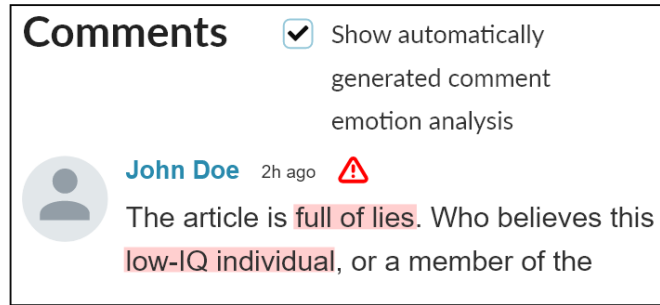 Comments
Show automatically
generated comment
emotion analysis
John Doe 2h ago
The article is full of lies. Who believes this
low-IQ individual, or a member of the